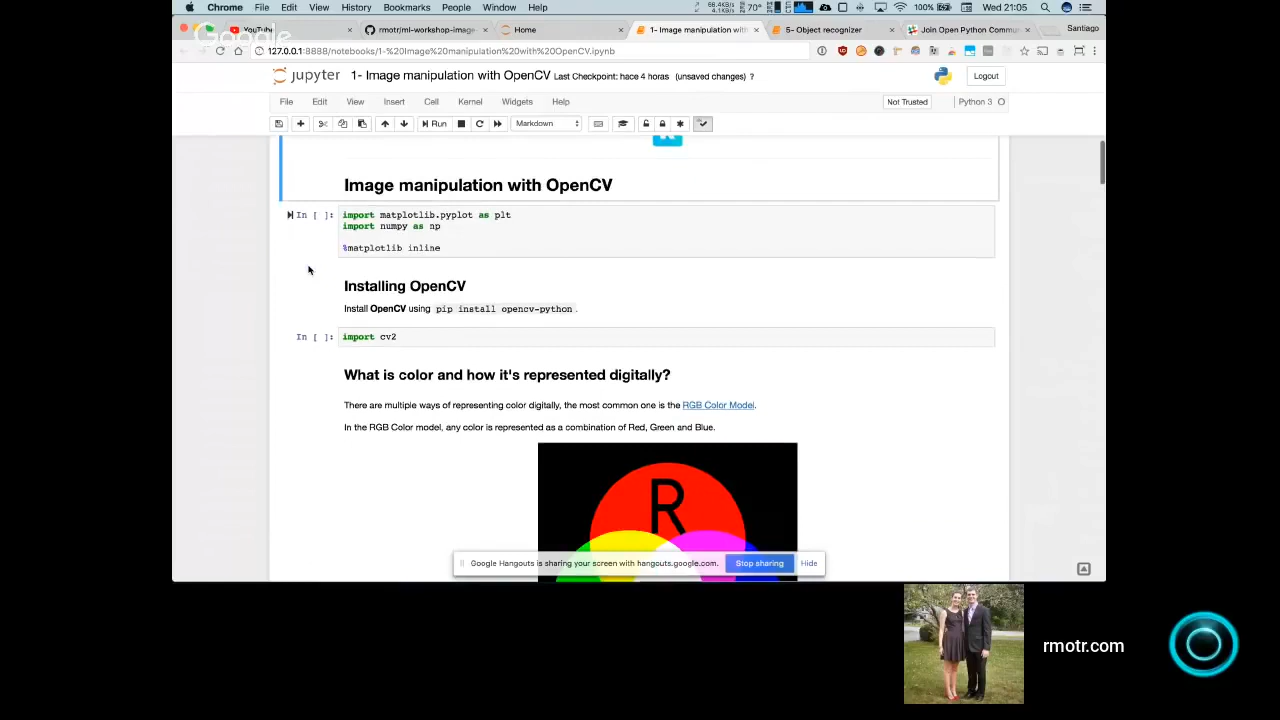 Chrome File Edit View History Bookmarks People Window Help 68.4KB/s 4.1KB/s 70° 100% Wed 21:05
YouTube rmotr/ml-workshop-image- Home 1- Image manipulation with 5- Object recognizer Join Open Python Commu Santiago
Google
127.0.0.1:8888/notebooks/1-%20Image%20manipulation%20with%20OpenCV.ipynb
jupyter 1- Image manipulation with OpenCV Last Checkpoint: hace 4 horas (unsaved changes) ? Logout
File Edit View Insert Cell Kernel Widgets Help Not Trusted Python 3
Run Markdown
Image manipulation with OpenCV
In [ ]: import matplotlib.pyplot as plt
import numpy as np
%matplotlib inline
Installing OpenCV
Install OpenCV using pip install opencv-python .
In [ ]: import cv2
What is color and how it's represented digitally?
There are multiple ways of representing color digitally, the most common one is the RGB Color Model.
In the RGB Color model, any color is represented as a combination of Red, Green and Blue.
R
Google Hangouts is sharing your screen with hangouts.google.com. Stop sharing Hide
rmotr.com